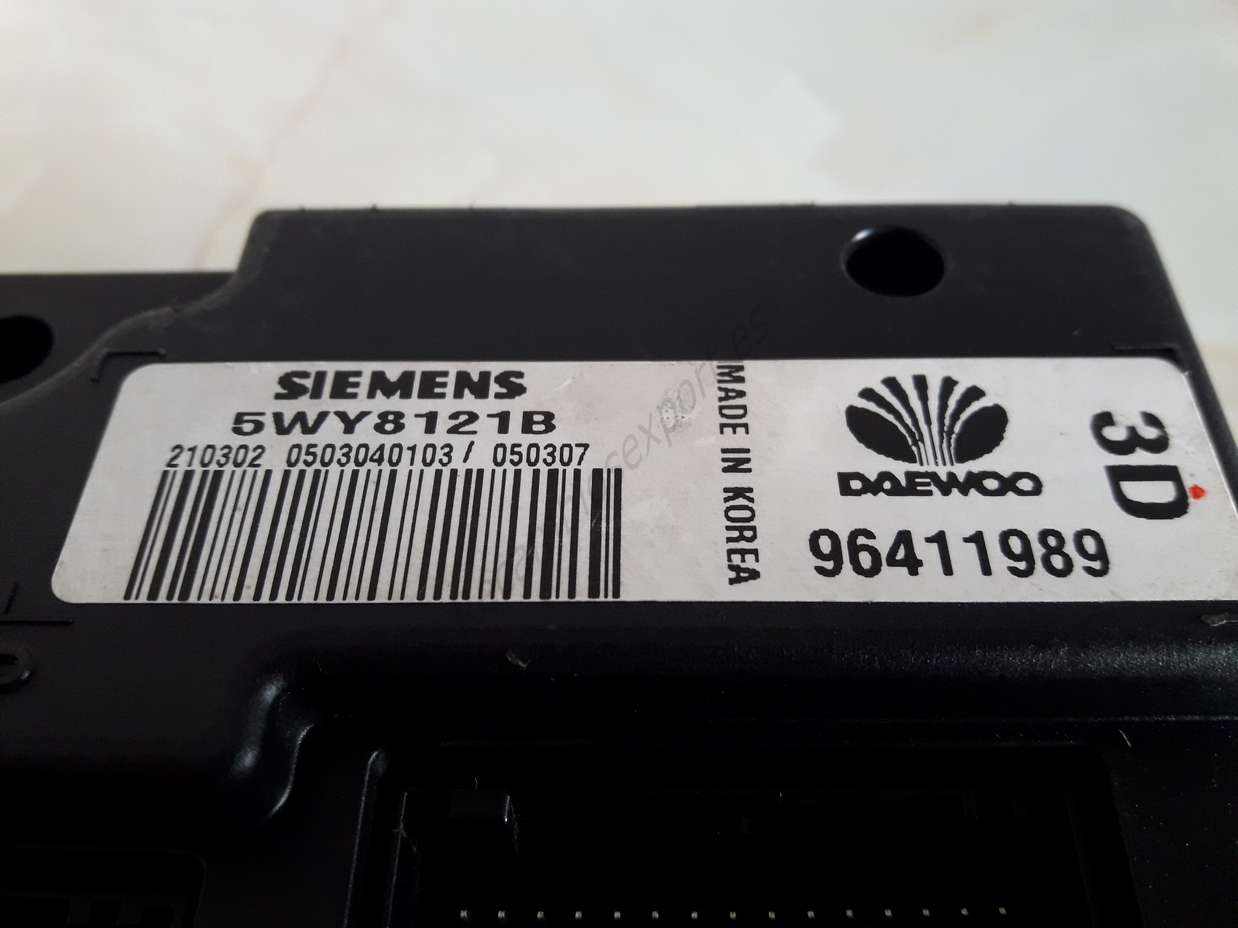 SIEMENS
5WY8121B
210302 0503040103/ 050307
MADE IN KOREA
DAEWOO
96411989
3D